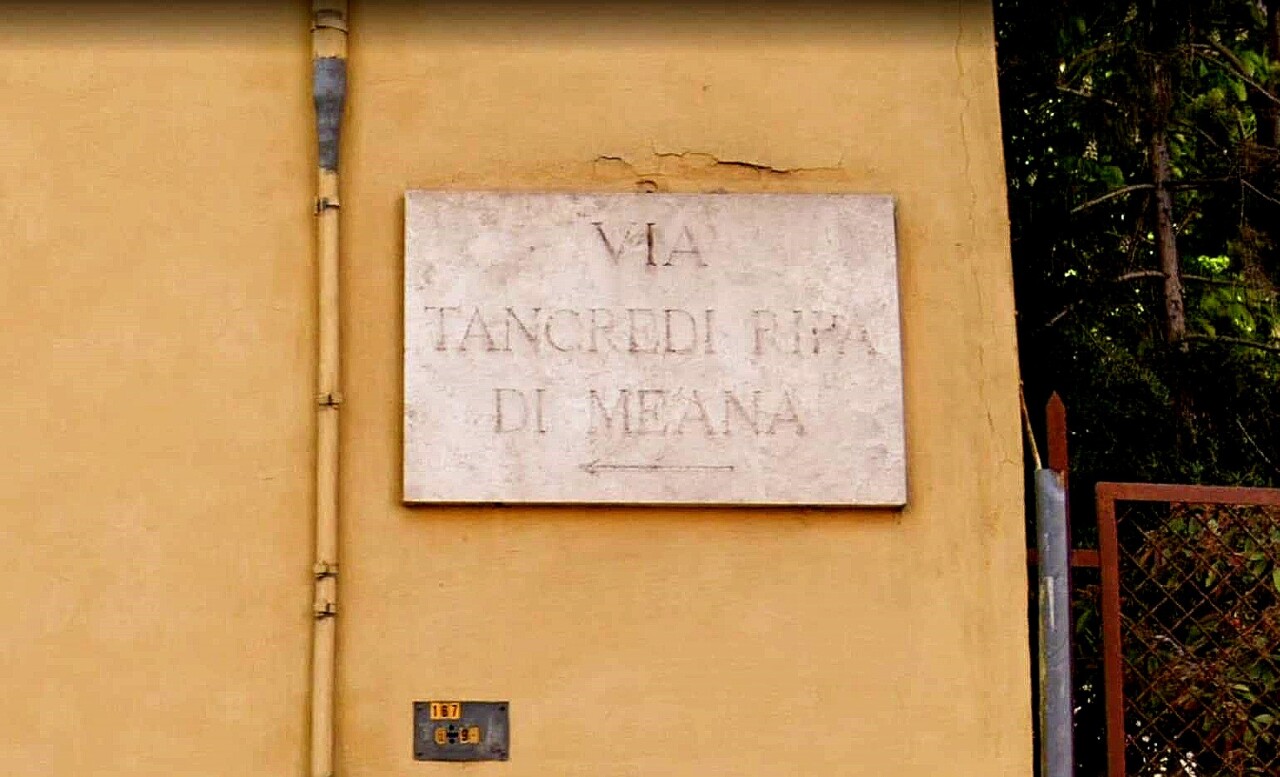 VIA
TANCREDI RIPA
DI MEANA
167